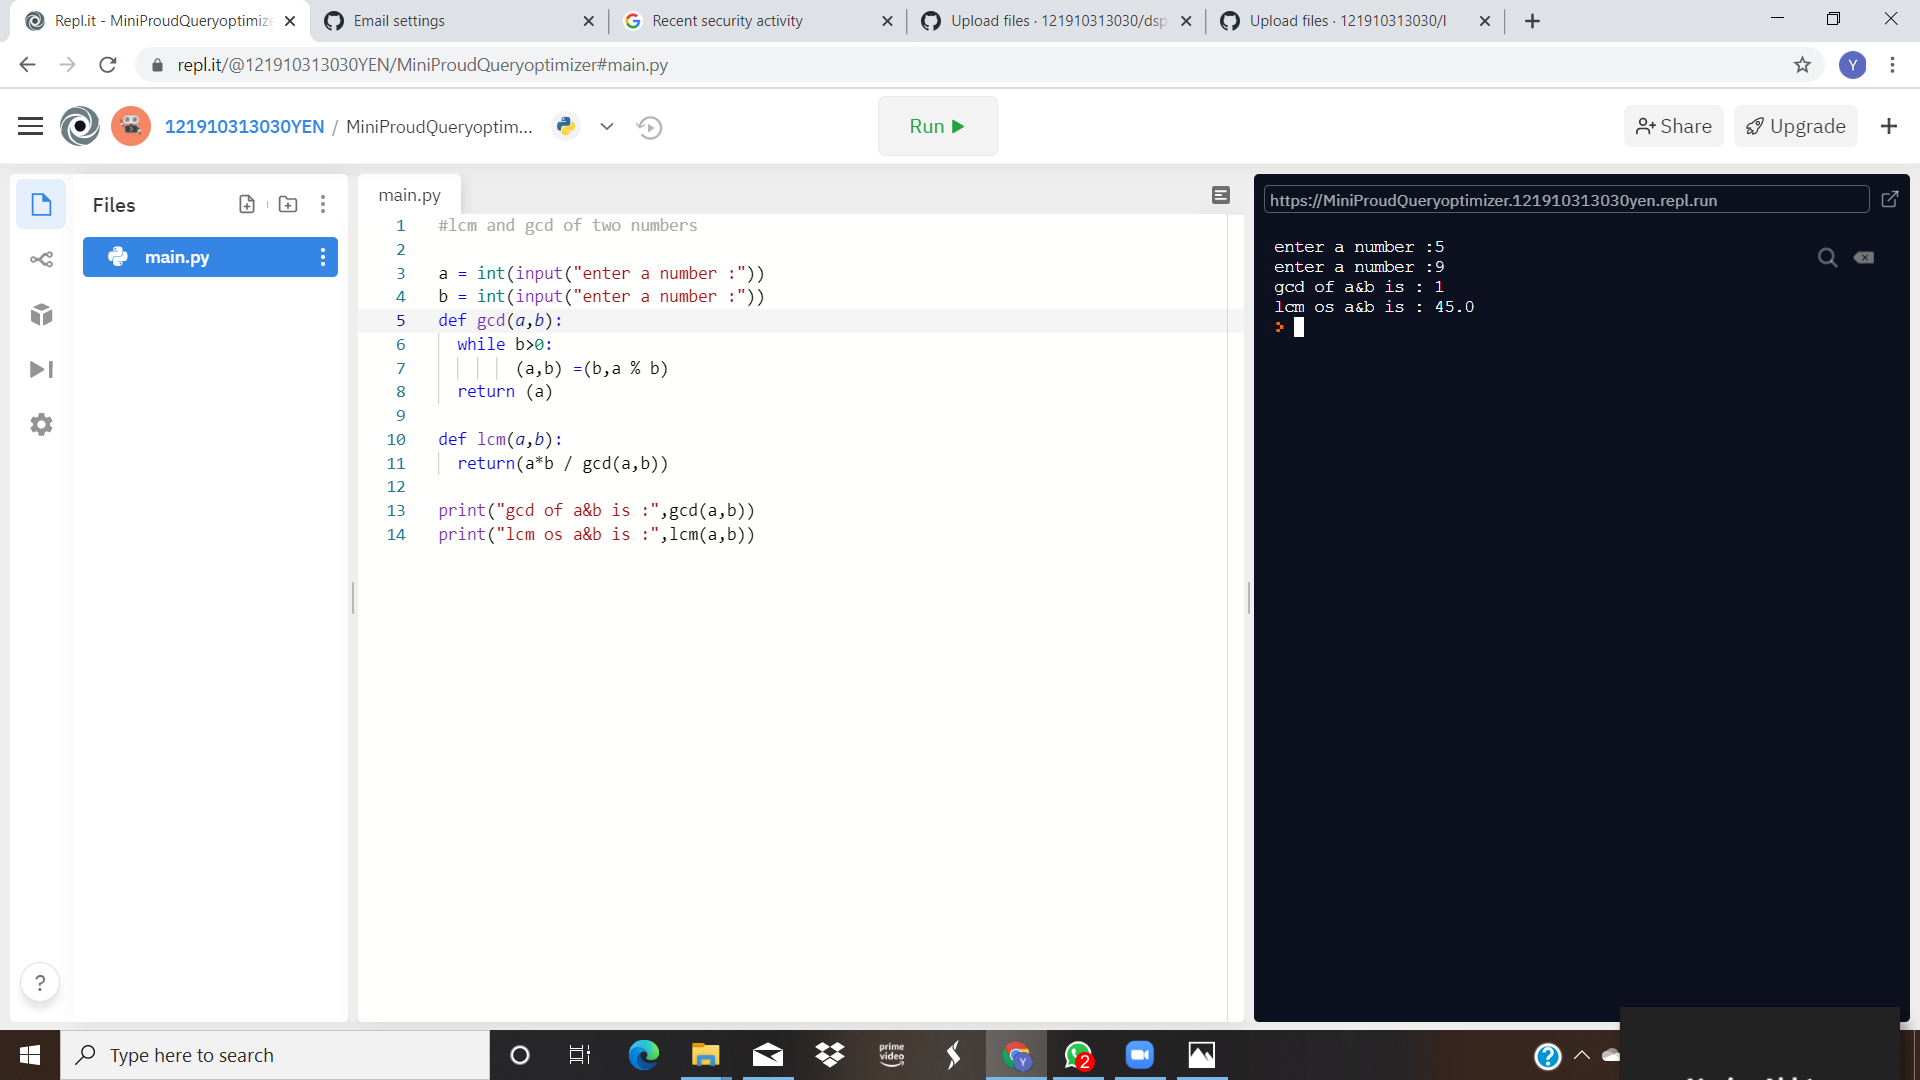 Repl.it - MiniProudQueryoptimize
Email settings
Recent security activity
Upload files · 121910313030/dsp
Upload files · 121910313030/l
repl.it/@121910313030YEN/MiniProudQueryoptimizer#main.py
Y
121910313030YEN / MiniProudQueryoptim...
Run
Share
Upgrade
Files
main.py
main.py
1 #lcm and gcd of two numbers
2
3 a = int(input("enter a number :"))
4 b = int(input("enter a number :"))
5 def gcd(a,b):
6 while b>0:
7 (a,b) =(b,a % b)
8 return (a)
9
10 def lcm(a,b):
11 return(a*b / gcd(a,b))
12
13 print("gcd of a&b is :",gcd(a,b))
14 print("lcm os a&b is :",lcm(a,b))
https://MiniProudQueryoptimizer.121910313030yen.repl.run
enter a number :5
enter a number :9
gcd of a&b is : 1
lcm os a&b is : 45.0
?
Type here to search
prime video
Y
2
?